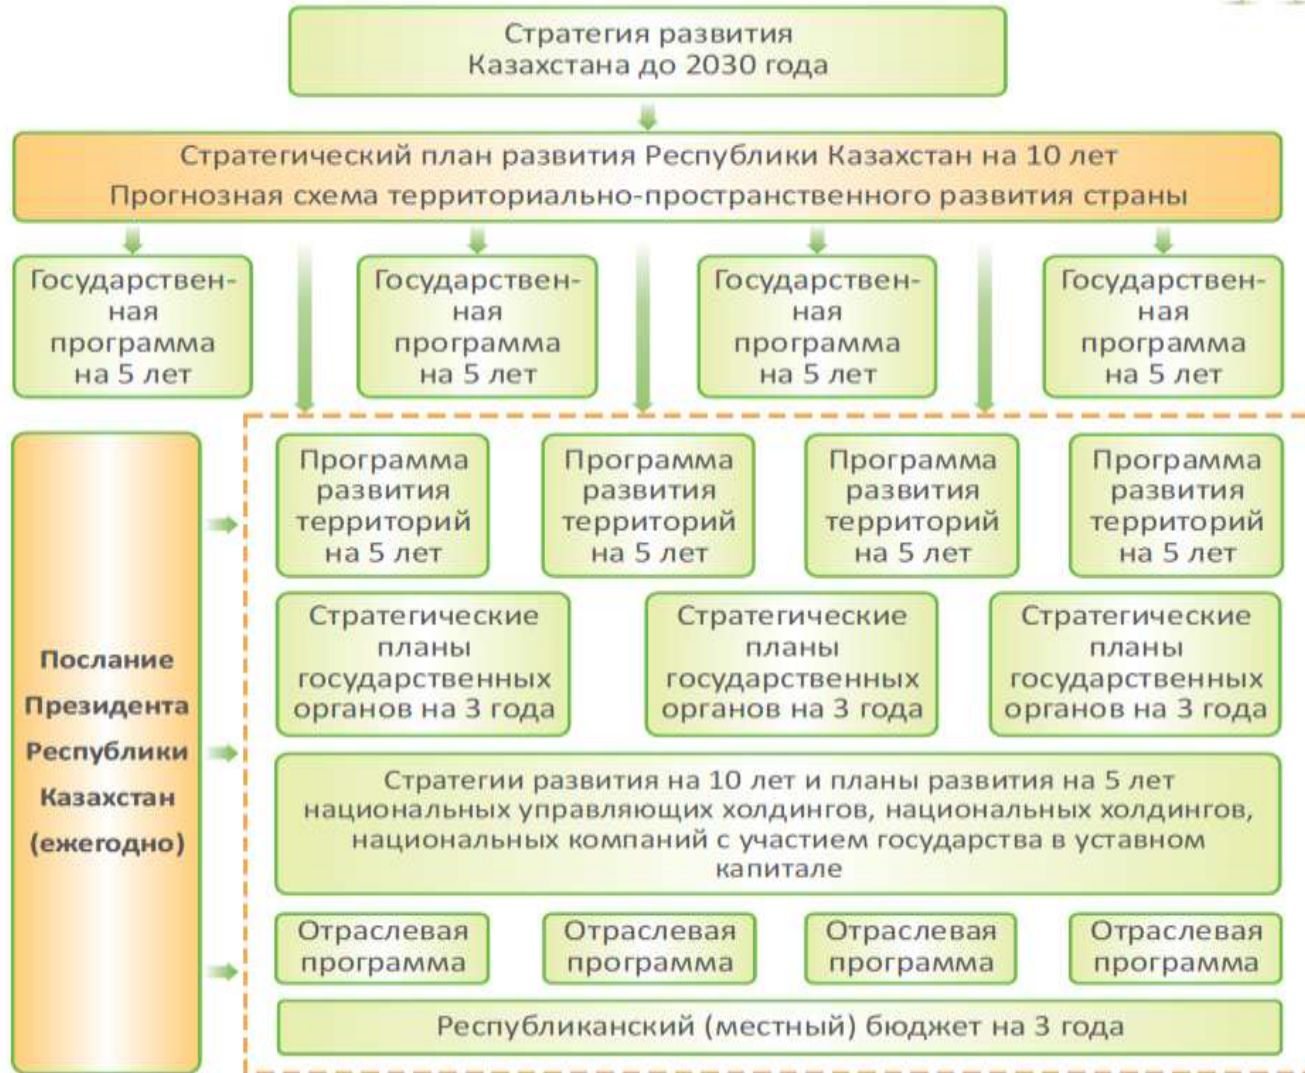 Стратегия развития
Казахстана до 2030 года
Стратегический план развития Республики Казахстан на 10 лет
Прогнозная схема территориально-пространственного развития страны
Государствен-
ная
программа
на 5 лет
Государствен-
ная
программа
на 5 лет
Государствен-
ная
программа
на 5 лет
Государствен-
ная
программа
на 5 лет
Послание
Президента
Республики
Казахстан
(ежегодно)
Программа
развития
территорий
на 5 лет
Программа
развития
территорий
на 5 лет
Программа
развития
территорий
на 5 лет
Программа
развития
территорий
на 5 лет
Стратегические
планы
государственных
органов на 3 года
Стратегические
планы
государственных
органов на 3 года
Стратегические
планы
государственных
органов на 3 года
Стратегии развития на 10 лет и планы развития на 5 лет
национальных управляющих холдингов, национальных холдингов,
национальных компаний с участием государства в уставном
капитале
Отраслевая
программа
Отраслевая
программа
Отраслевая
программа
Отраслевая
программа
Республиканский (местный) бюджет на 3 года